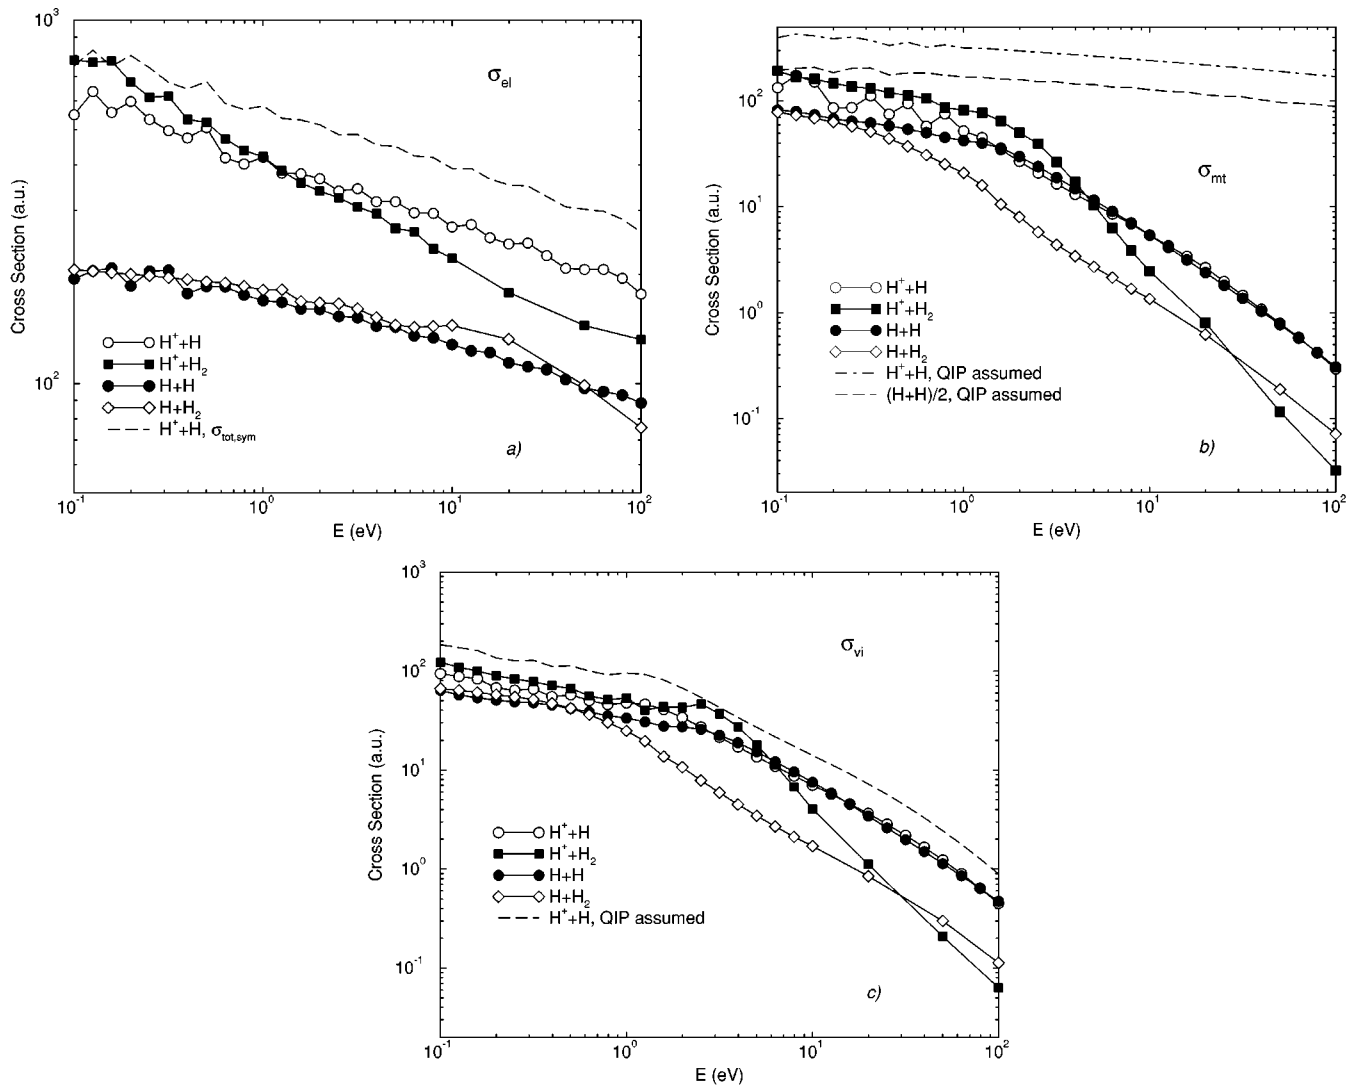 10³
σel
Cross Section (a.u.)
H⁺+H
H⁺+H₂
H+H
H+H₂
H⁺+H, σtot,sym
a)
10²
10⁻¹ 10⁰ 10¹ 10²
E (eV)
10²
σmt
10¹
Cross Section (a.u.)
H⁺+H
H⁺+H₂
H+H
H+H₂
H⁺+H, QIP assumed
(H+H)/2, QIP assumed
10⁰
10⁻¹
b)
10⁻¹ 10⁰ 10¹ 10²
E (eV)
10³
σvi
10²
Cross Section (a.u.)
10¹
H⁺+H
H⁺+H₂
H+H
H+H₂
H⁺+H, QIP assumed
10⁰
10⁻¹
c)
10⁻¹ 10⁰ 10¹ 10²
E (eV)